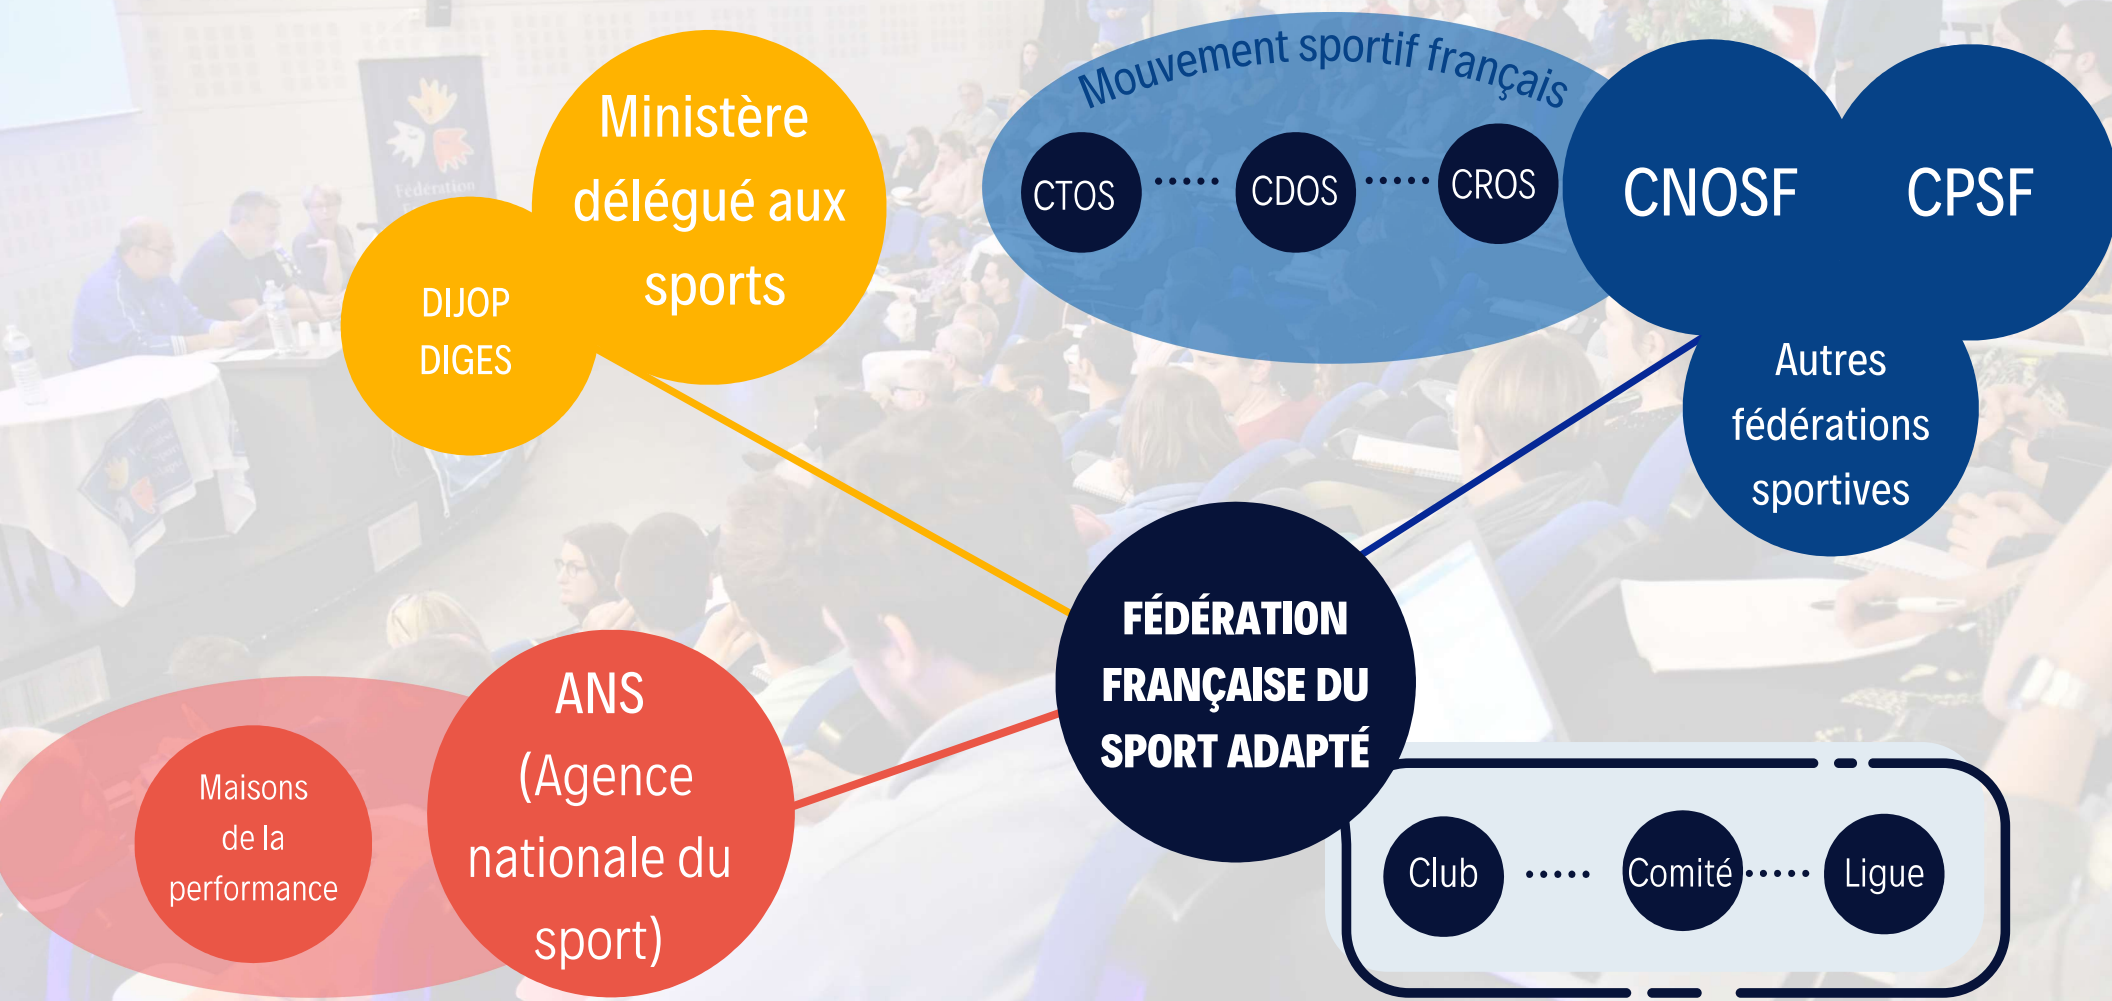 Mouvement sportif français
Ministère
délégué aux
sports
DIJOP
DIGES
CTOS
CDOS
CROS
CNOSF
CPSF
Autres
fédérations
sportives
FÉDÉRATION
FRANÇAISE DU
SPORT ADAPTÉ
ANS
(Agence
nationale du
sport)
Maisons
de la
performance
Club
Comité
Ligue
Fédération